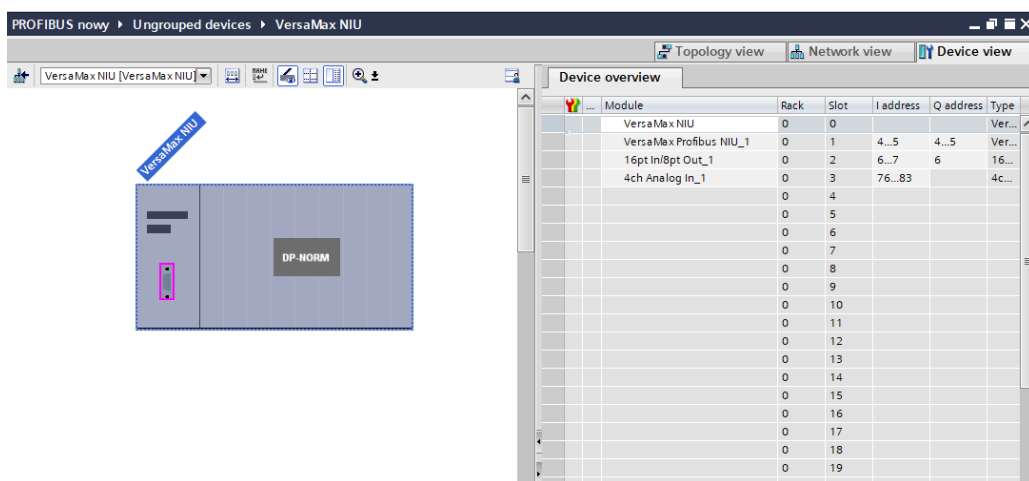 PROFIBUS nowy ▸ Ungrouped devices ▸ VersaMax NIU
Topology view Network view Device view
VersaMax NIU [VersaMax NIU]
Device overview
... Module Rack Slot I address Q address Type
VersaMax NIU 0 0 Ver...
VersaMax Profibus NIU_1 0 1 4...5 4...5 Ver...
16pt In/8pt Out_1 0 2 6...7 6 16...
4ch Analog In_1 0 3 76...83 4c...
0 4
0 5
0 6
0 7
0 8
0 9
0 10
0 11
0 12
0 13
0 14
0 15
0 16
0 17
0 18
0 19
VersaMax NIU
DP-NORM